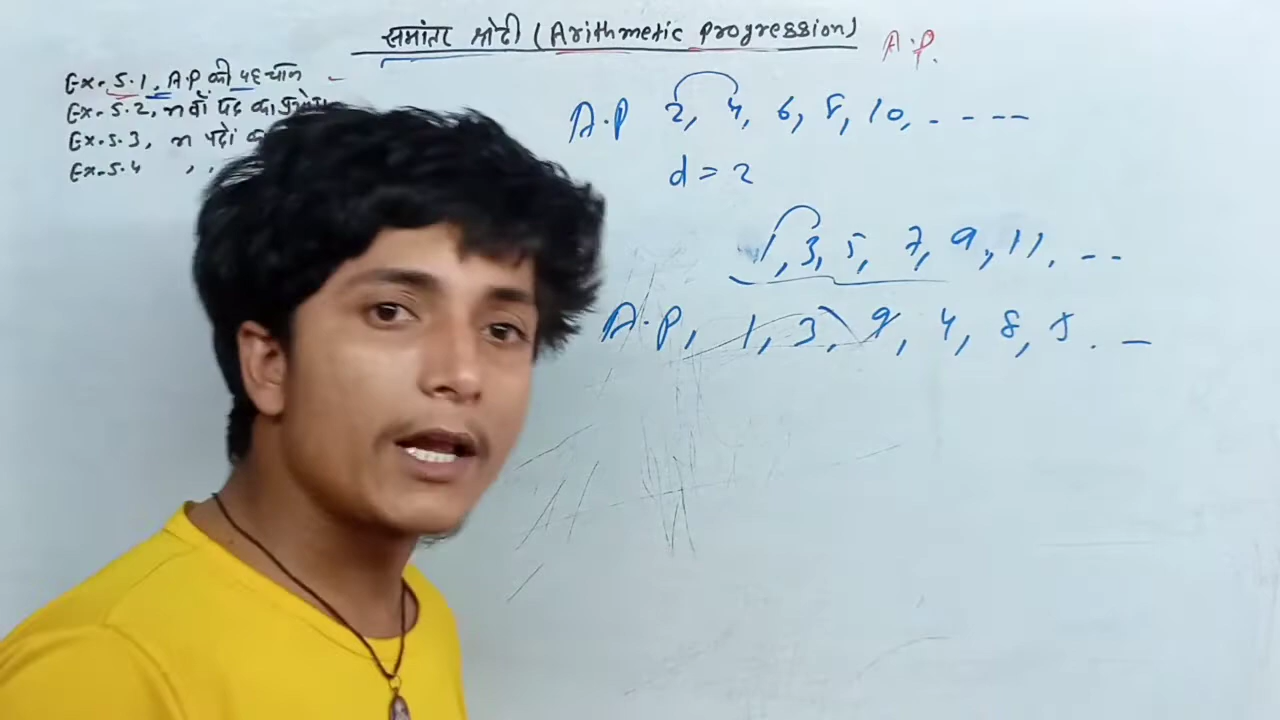 समांतर श्रेढी (Arithmetic Progression)
A.P.
Ex. 5.1, A.P की पहचान
Ex. 5.2, n वाँ पद का
Ex. 5.3, n पदों
Ex. 5.4 , ,
A.P 2, 4, 6, 8, 10, - - - -
d = 2
1, 3, 5, 7, 9, 11, - -
A.P, 1, 3, 9, 4, 8, 5 . -